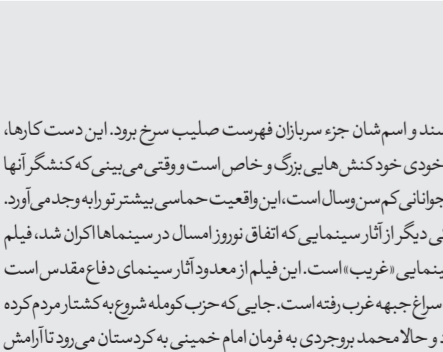 سند و اسم‌شان جزء سربازان فهرست صلیب سرخ برود. این دست کارها،
خودی خود کنش‌هایی بزرگ و خاص است و وقتی می‌بینی که کنشگر آنها
جوانانی کم سن‌وسال است، این واقعیت حماسی بیشتر تو را به وجد می‌آورد.
دیگر از آثار سینمایی که اتفاق نوروز امسال در سینماها اکران شد، فیلم
سینمایی «غریب» است. این فیلم از معدود آثار سینمای دفاع مقدس است
سراغ جبهه غرب رفته است. جایی که حزب کومله شروع به کشتار مردم کرده
و حالا محمد بروجردی به فرمان امام خمینی به کردستان می‌رود تا آرامش